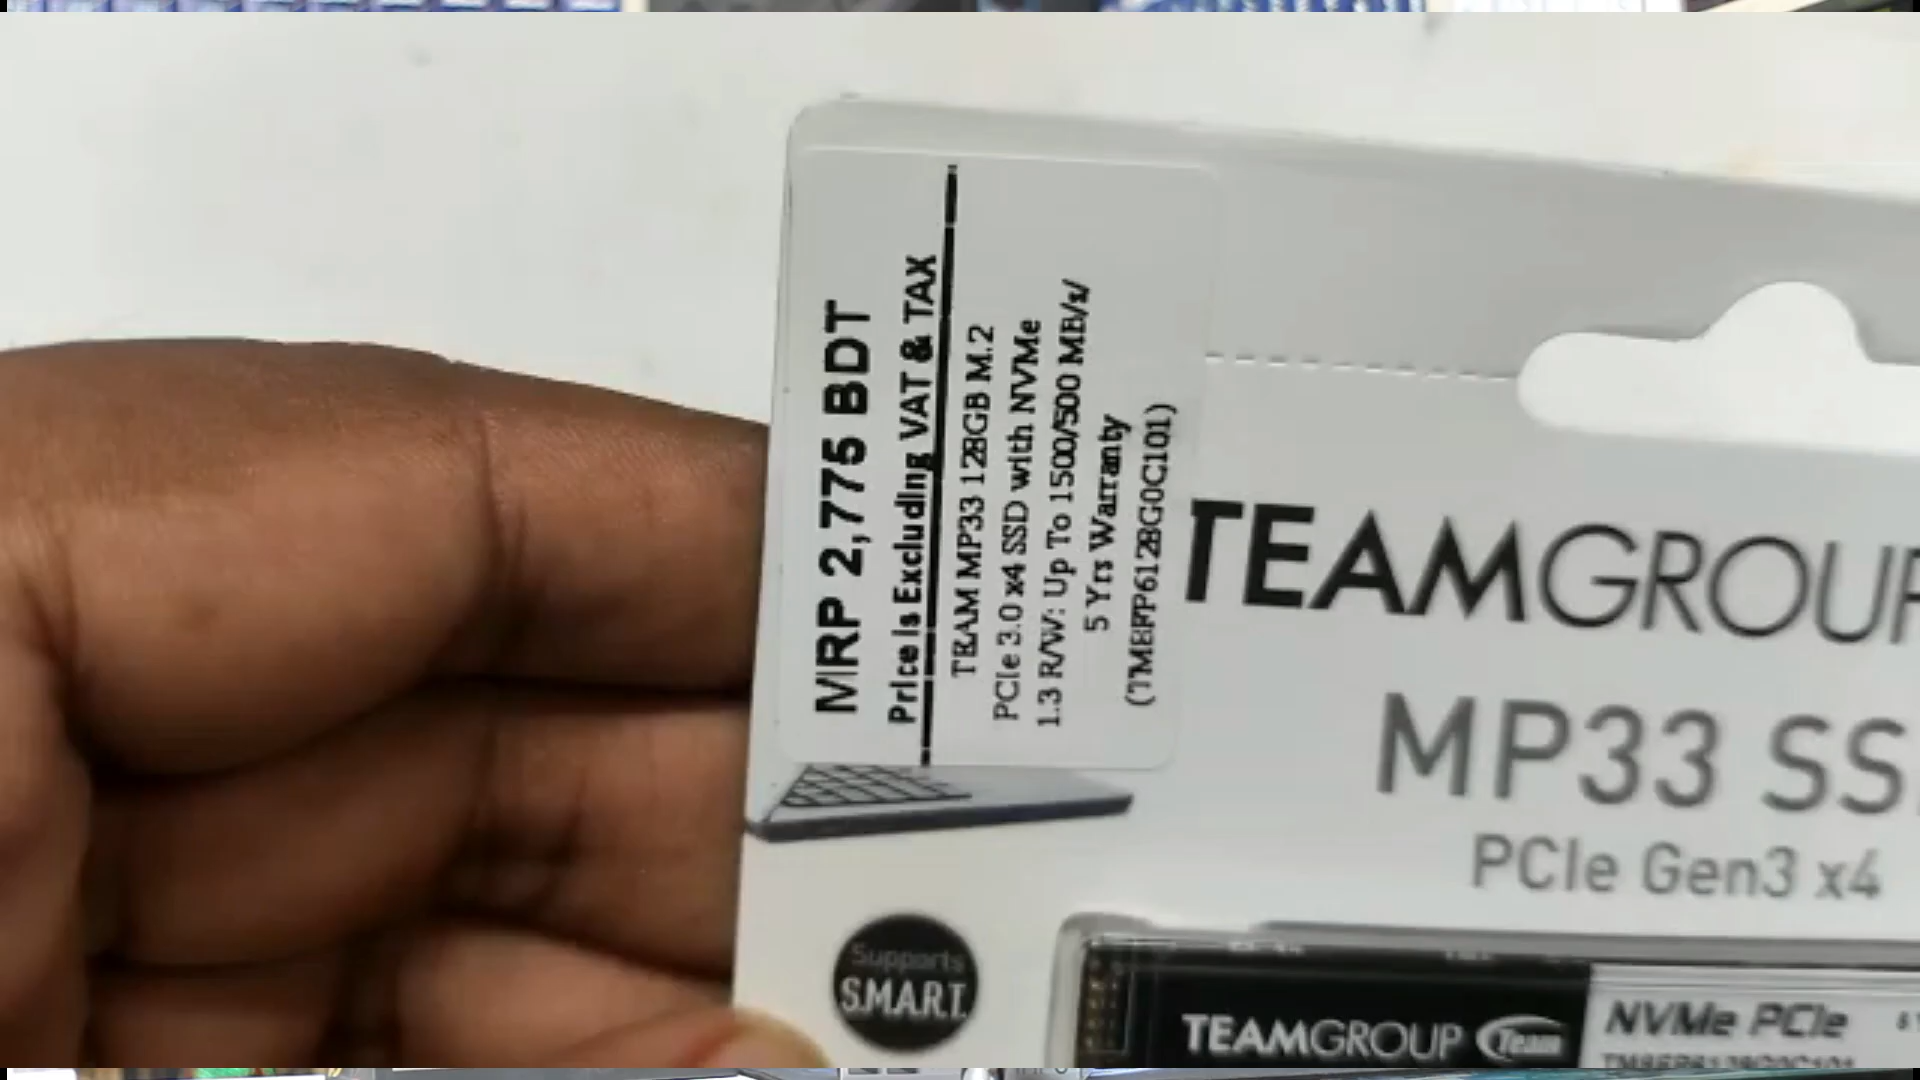 MRP 2,775 BDT
Price is Excluding VAT & TAX
TEAM MP33 128GB M.2
PCIe 3.0 x4 SSD with NVMe
1.3 R/W: Up To 1500/500 MB/s/
5 Yrs Warranty
(TM8FP6128G0C101)
TEAMGROUP
MP33 SS
PCIe Gen3 x4
Supports
S.M.A.R.T.
TEAMGROUP Team
NVMe PCIe
TM8FP6128G0C101